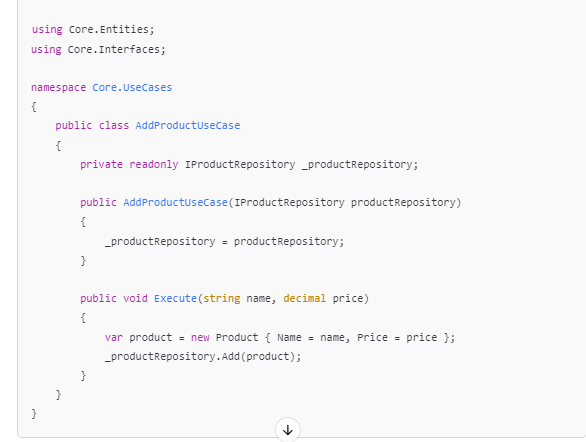 using Core.Entities;
using Core.Interfaces;
namespace Core.UseCases
{
public class AddProductUseCase
{
private readonly IProductRepository _productRepository;
public AddProductUseCase(IProductRepository productRepository)
{
_productRepository = productRepository;
}
public void Execute(string name, decimal price)
{
var product = new Product { Name = name, Price = price };
_productRepository.Add(product);
}
}
}